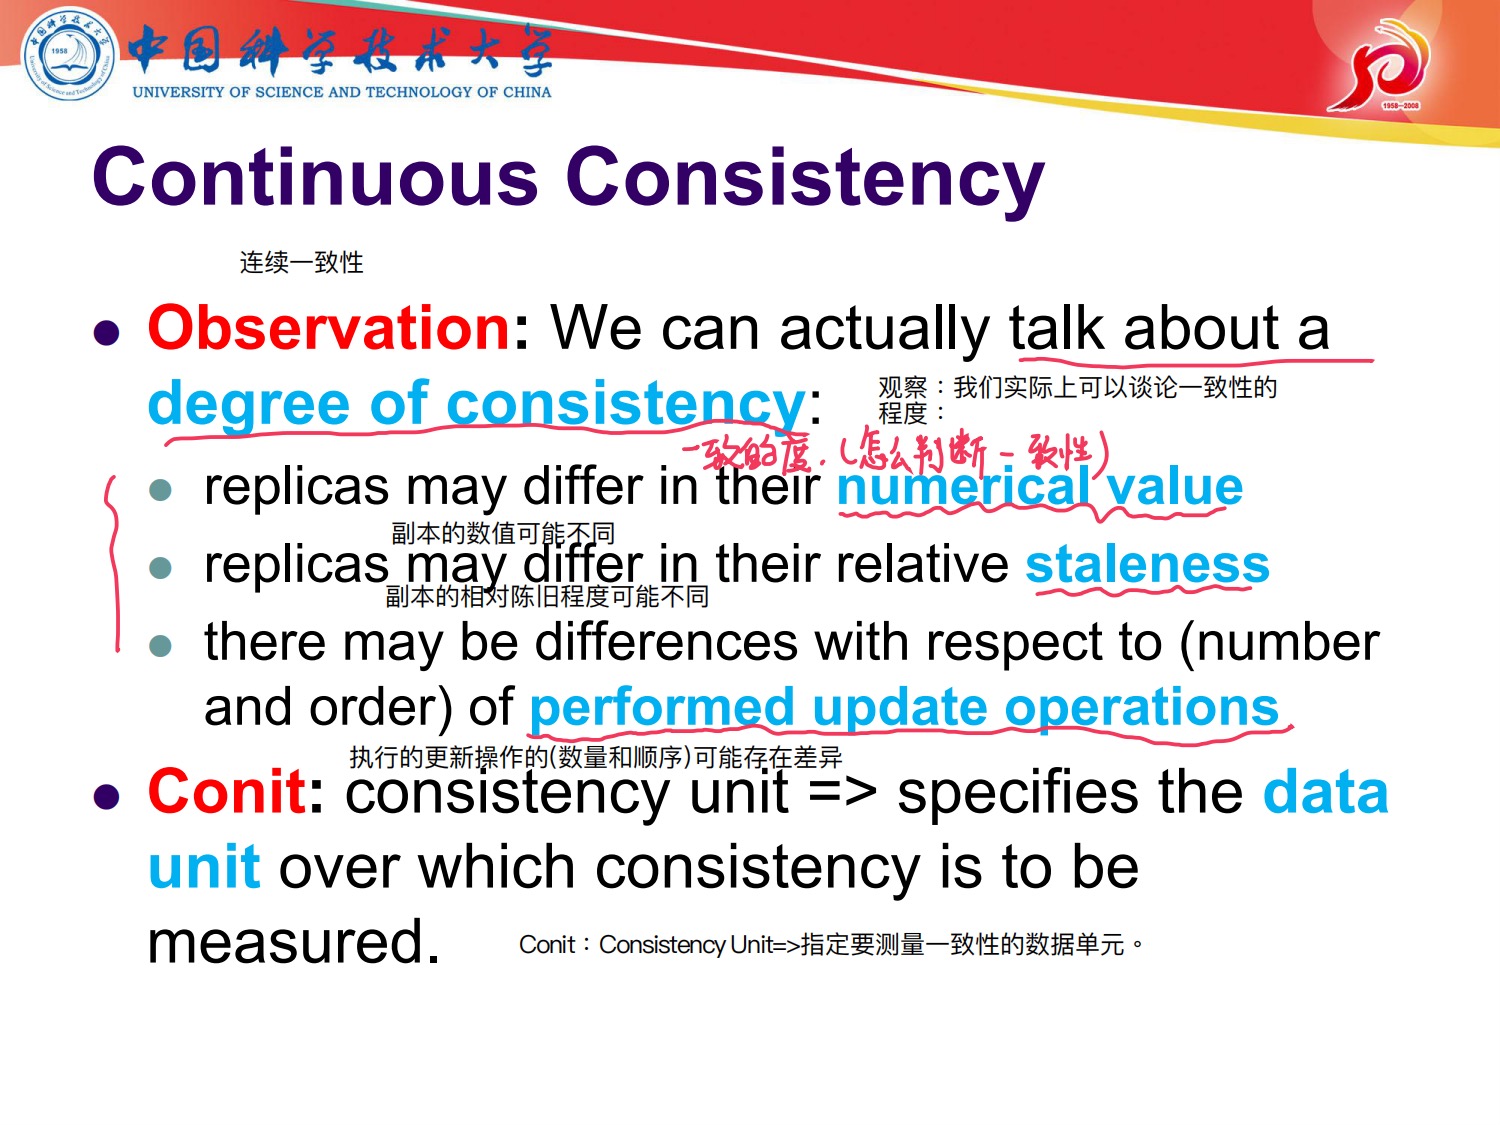 中国科学技术大学
UNIVERSITY OF SCIENCE AND TECHNOLOGY OF CHINA
1958
1958-2008
Continuous Consistency
连续一致性
Observation: We can actually talk about a
degree of consistency:
观察：我们实际上可以谈论一致性的
程度：
一致的度.（怎么判断一致性）
replicas may differ in their numerical value
副本的数值可能不同
replicas may differ in their relative staleness
副本的相对陈旧程度可能不同
there may be differences with respect to (number
and order) of performed update operations
执行的更新操作的(数量和顺序)可能存在差异
Conit: consistency unit => specifies the data
unit over which consistency is to be
measured.
Conit：Consistency Unit=>指定要测量一致性的数据单元。